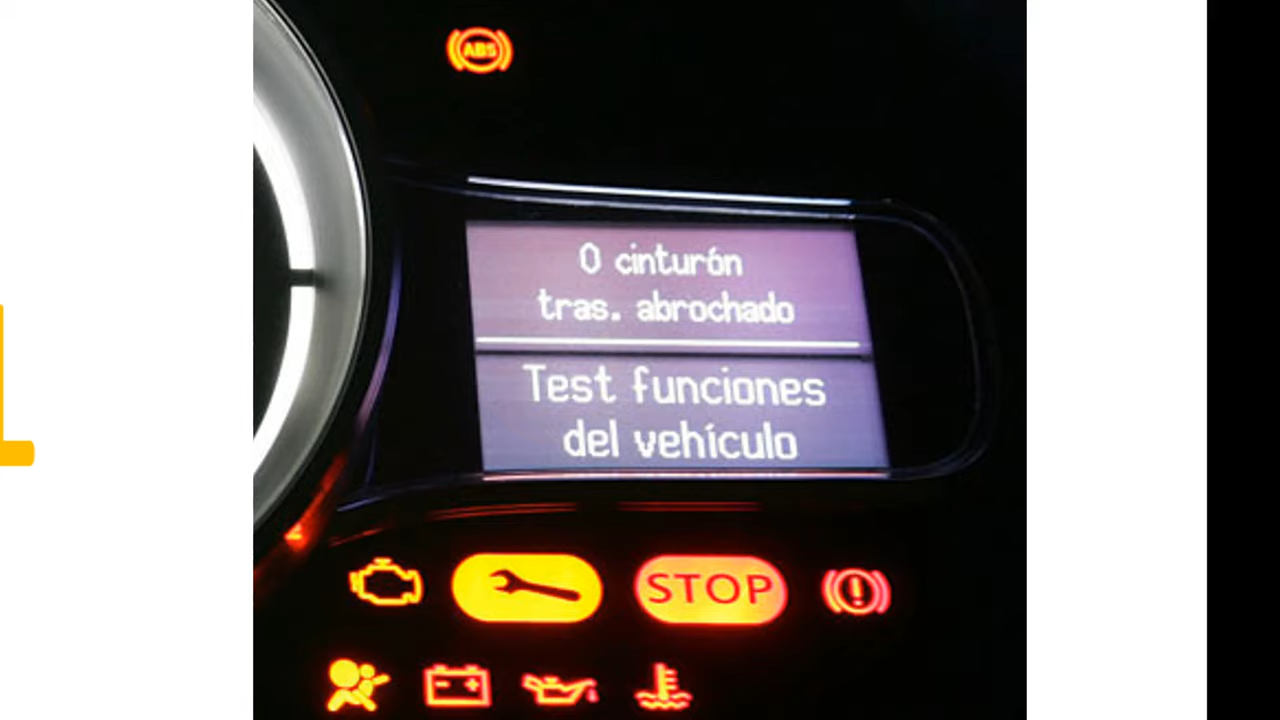 ABS
0 cinturón
tras. abrochado
Test funciones
del vehículo
STOP